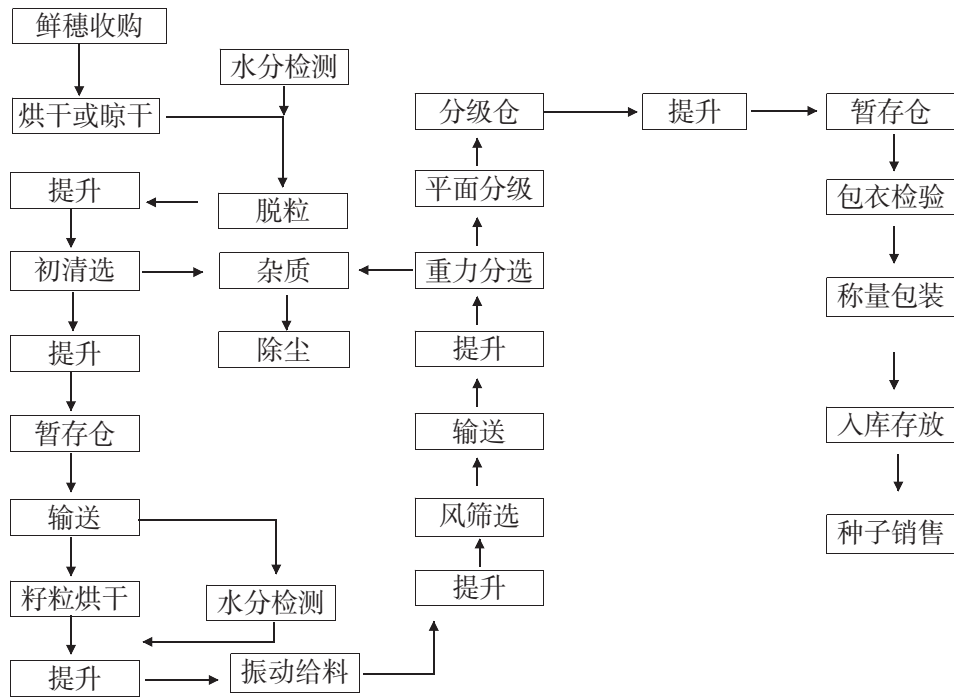 鲜穗收购
水分检测
烘干或晾干
脱粒
提升
初清选
杂质
除尘
提升
暂存仓
输送
籽粒烘干
水分检测
提升
振动给料
提升
风筛选
输送
提升
重力分选
平面分级
分级仓
提升
暂存仓
包衣检验
称量包装
入库存放
种子销售